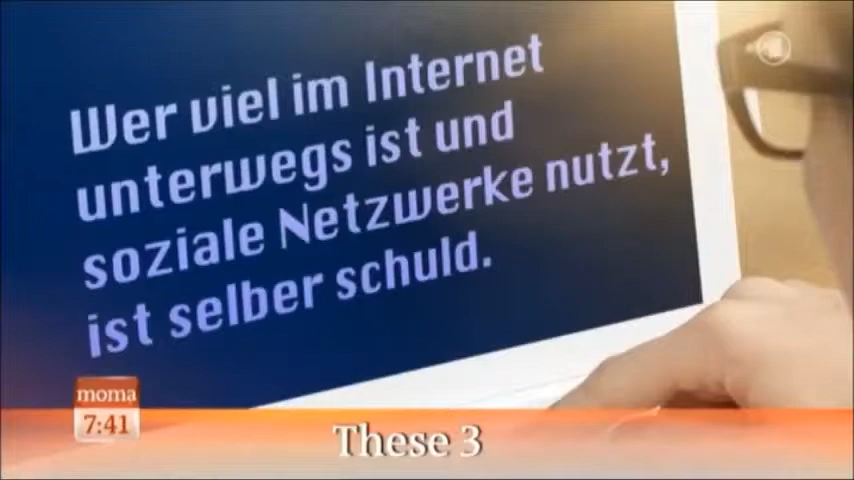 Wer viel im Internet
unterwegs ist und
soziale Netzwerke nutzt,
ist selber schuld.
moma
7:41
These 3